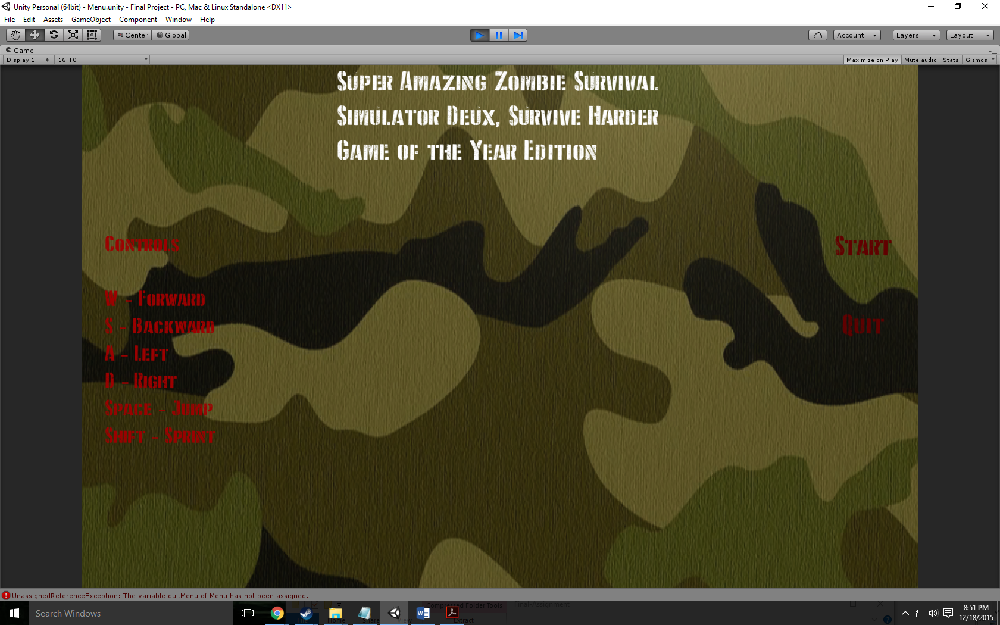 Unity Personal (64bit) - Menu.unity - Final Project - PC, Mac & Linux Standalone <DX11>
File Edit Assets GameObject Component Window Help
Center Global Account Layers Layout
Game
Display 1 16:10 Maximize on Play Mute audio Stats Gizmos
Super Amazing Zombie Survival
Simulator Deux, Survive Harder
Game of the Year Edition
Controls
W - Forward
S - Backward
A - Left
D - Right
Space - Jump
Shift - Sprint
Start
Quit
UnassignedReferenceException: The variable quitMenu of Menu has not been assigned.
Compressed Folder Tools Final-Assignment
Search Windows
File Home Share View Extract
8:51 PM
12/18/2015